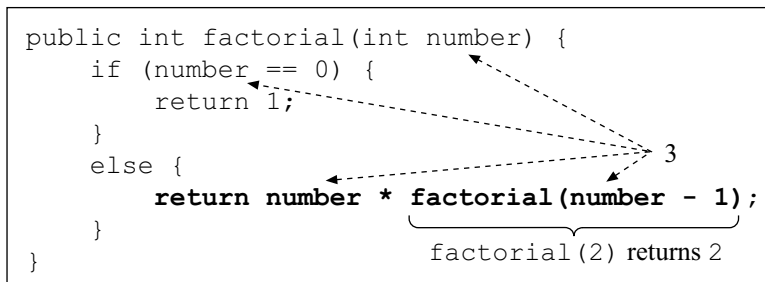 public int factorial(int number) {
if (number == 0) {
return 1;
}
else {
3
return number * factorial(number - 1);
}
factorial(2) returns 2
}